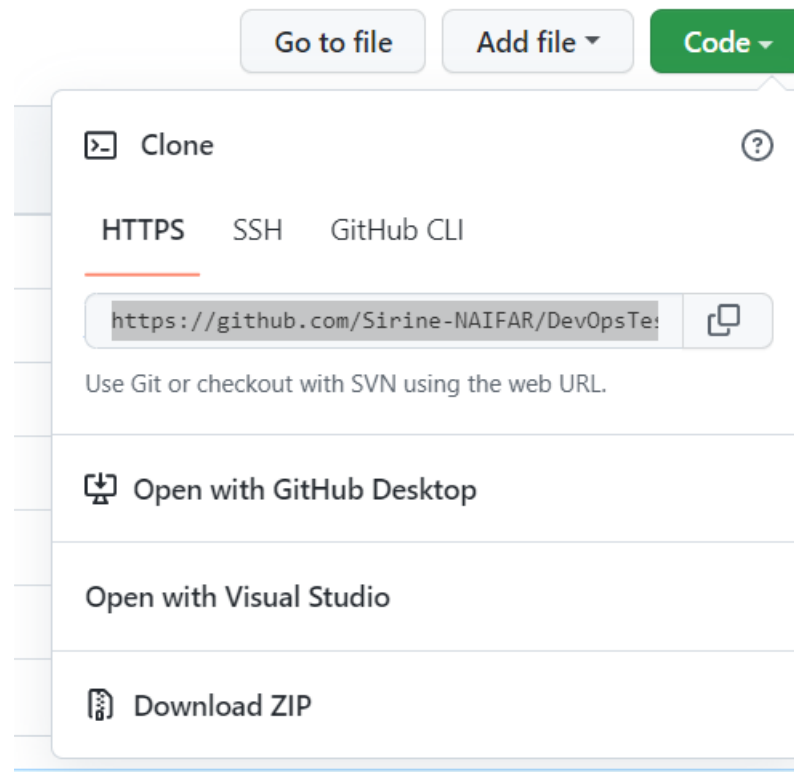 Go to file Add file Code
Clone
HTTPS SSH GitHub CLI
https://github.com/Sirine-NAIFAR/DevOpsTes
Use Git or checkout with SVN using the web URL.
Open with GitHub Desktop
Open with Visual Studio
Download ZIP